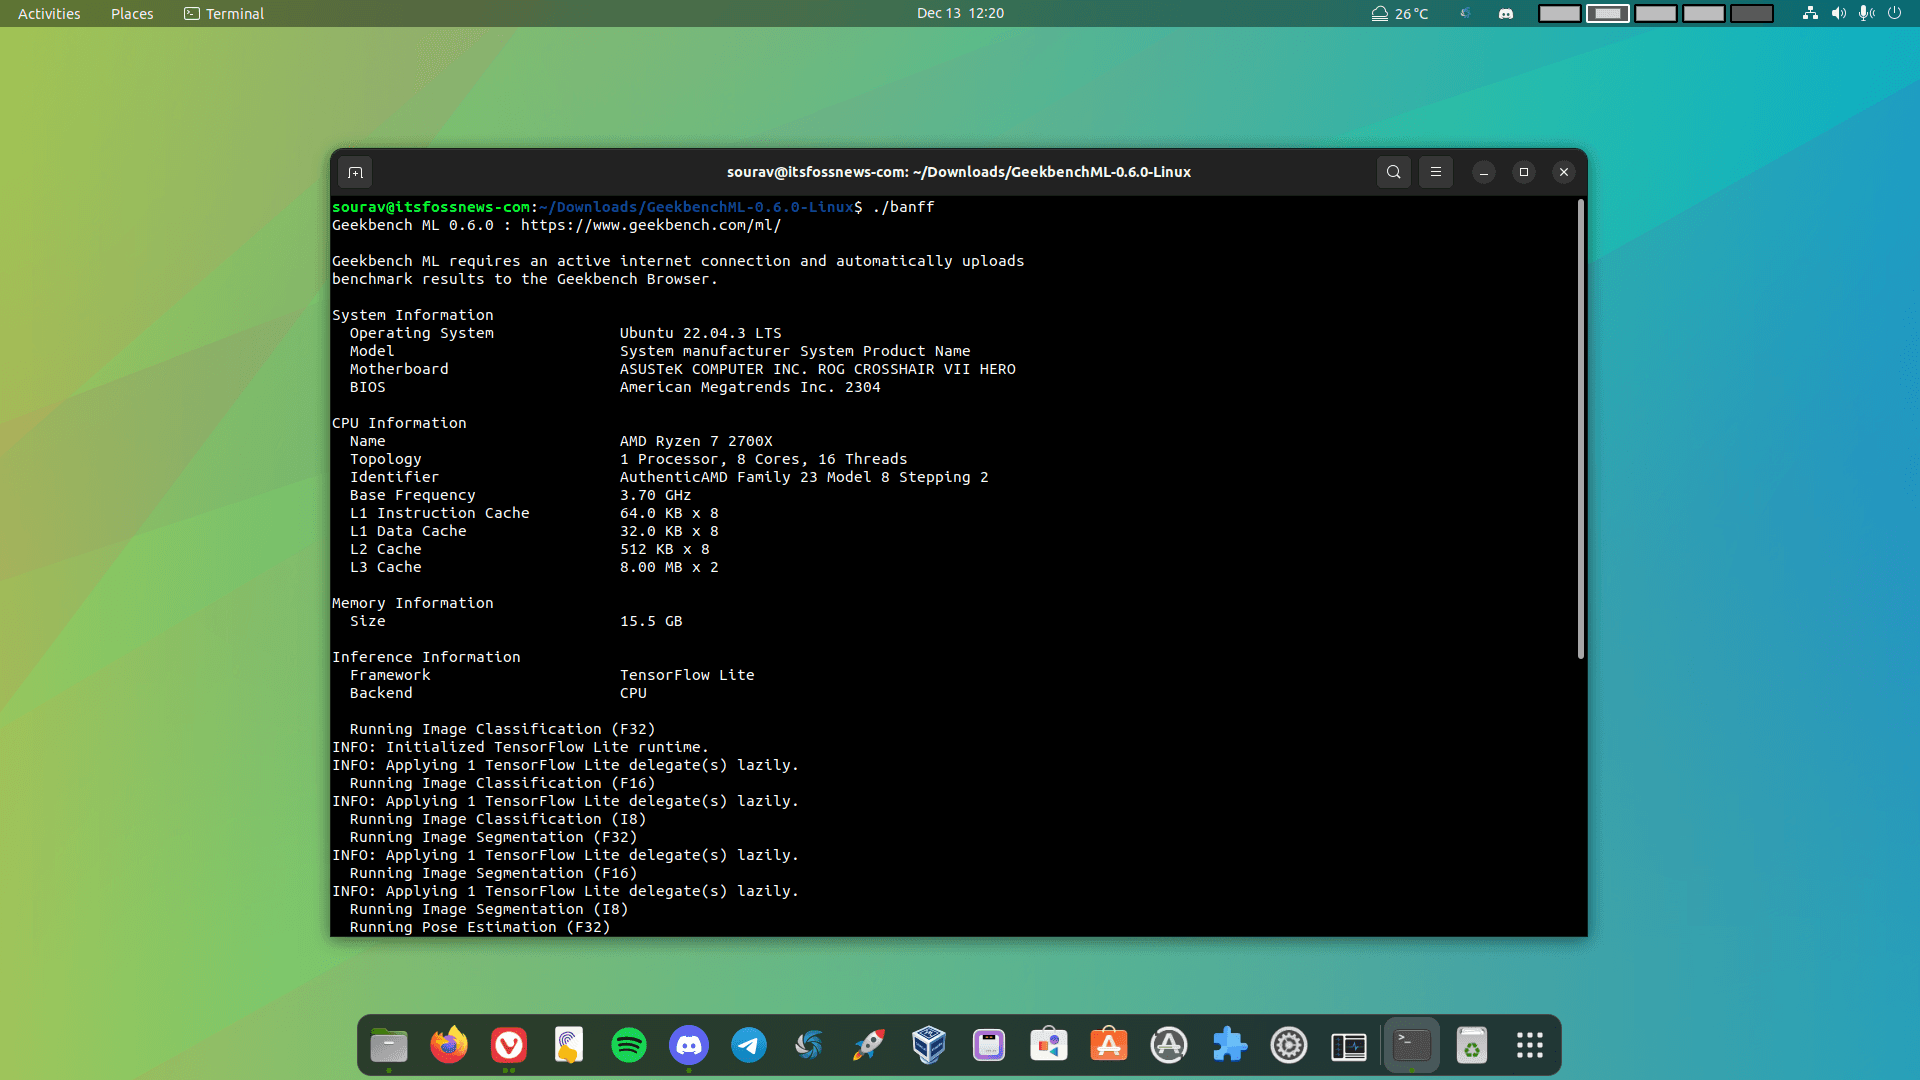 Activities Places Terminal Dec 13 12:20 26 °C
sourav@itsfossnews-com: ~/Downloads/GeekbenchML-0.6.0-Linux
sourav@itsfossnews-com:~/Downloads/GeekbenchML-0.6.0-Linux$ ./banff
Geekbench ML 0.6.0 : https://www.geekbench.com/ml/
Geekbench ML requires an active internet connection and automatically uploads
benchmark results to the Geekbench Browser.
System Information
Operating System Ubuntu 22.04.3 LTS
Model System manufacturer System Product Name
Motherboard ASUSTeK COMPUTER INC. ROG CROSSHAIR VII HERO
BIOS American Megatrends Inc. 2304
CPU Information
Name AMD Ryzen 7 2700X
Topology 1 Processor, 8 Cores, 16 Threads
Identifier AuthenticAMD Family 23 Model 8 Stepping 2
Base Frequency 3.70 GHz
L1 Instruction Cache 64.0 KB x 8
L1 Data Cache 32.0 KB x 8
L2 Cache 512 KB x 8
L3 Cache 8.00 MB x 2
Memory Information
Size 15.5 GB
Inference Information
Framework TensorFlow Lite
Backend CPU
Running Image Classification (F32)
INFO: Initialized TensorFlow Lite runtime.
INFO: Applying 1 TensorFlow Lite delegate(s) lazily.
Running Image Classification (F16)
INFO: Applying 1 TensorFlow Lite delegate(s) lazily.
Running Image Classification (I8)
Running Image Segmentation (F32)
INFO: Applying 1 TensorFlow Lite delegate(s) lazily.
Running Image Segmentation (F16)
INFO: Applying 1 TensorFlow Lite delegate(s) lazily.
Running Image Segmentation (I8)
Running Pose Estimation (F32)